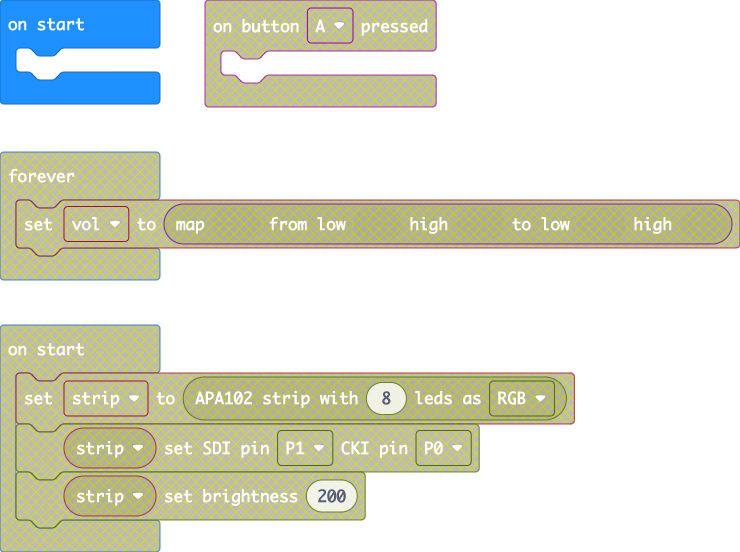 on start
on button A pressed
forever
set vol to map from low high to low high
on start
set strip to APA102 strip with 8 leds as RGB
strip set SDI pin P1 CKI pin P0
strip set brightness 200